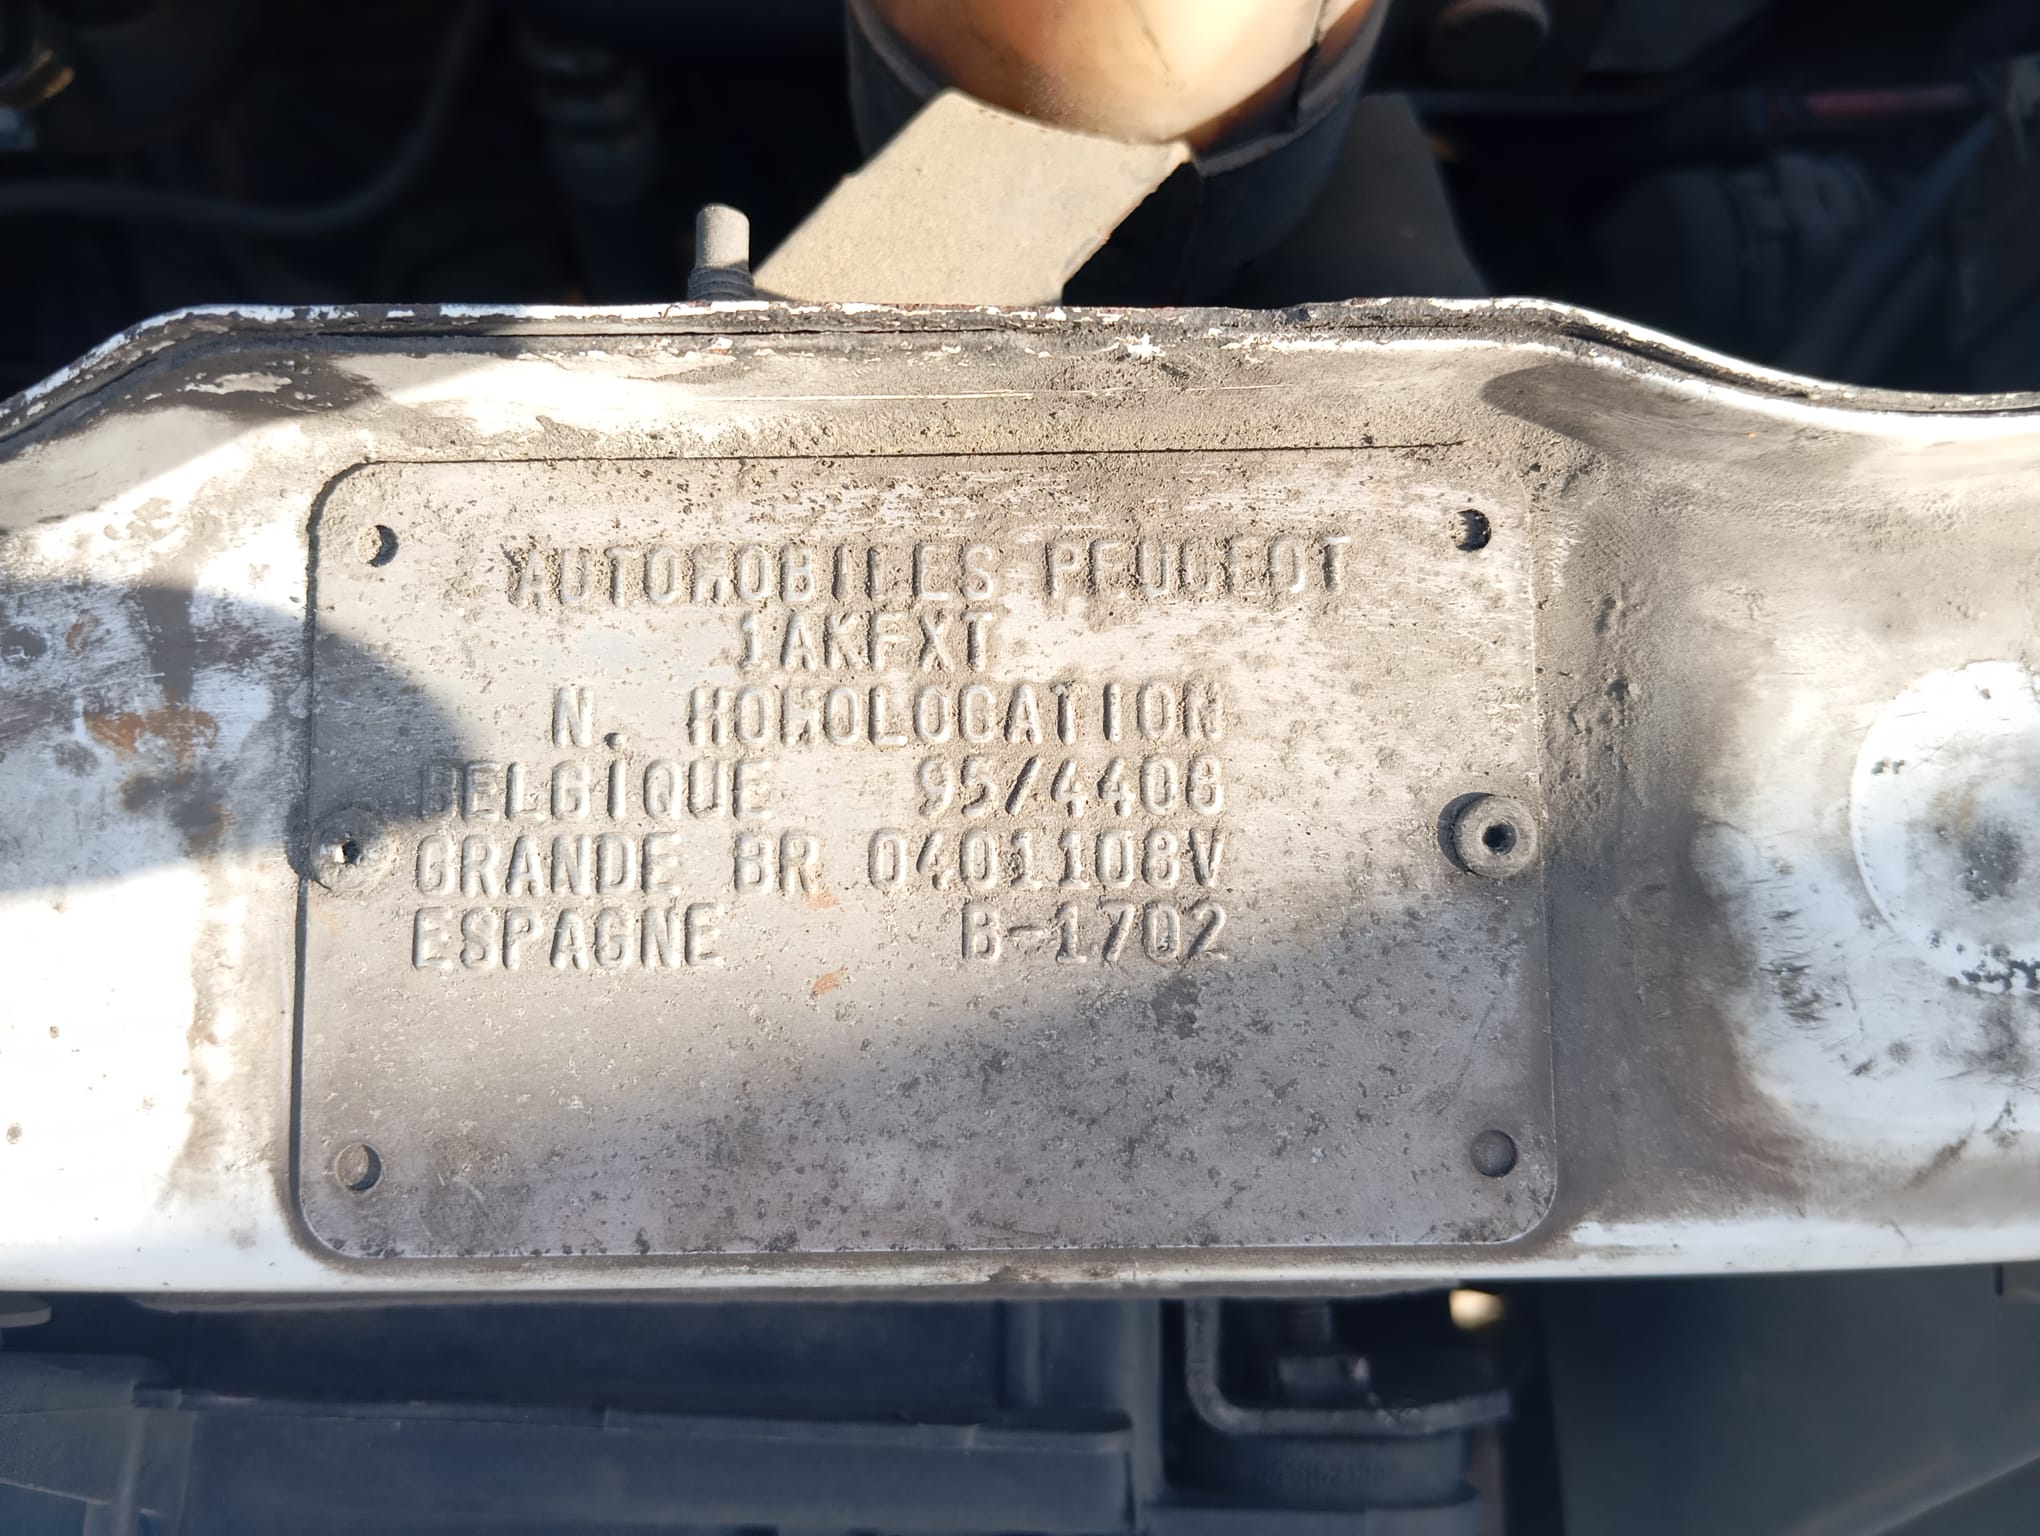 AUTOMOBILES PEUGEOT
1AKFXT
N. HOMOLOGATION
BELGIQUE 95/4408
GRANDE BR 0401108V
ESPAGNE B-1702